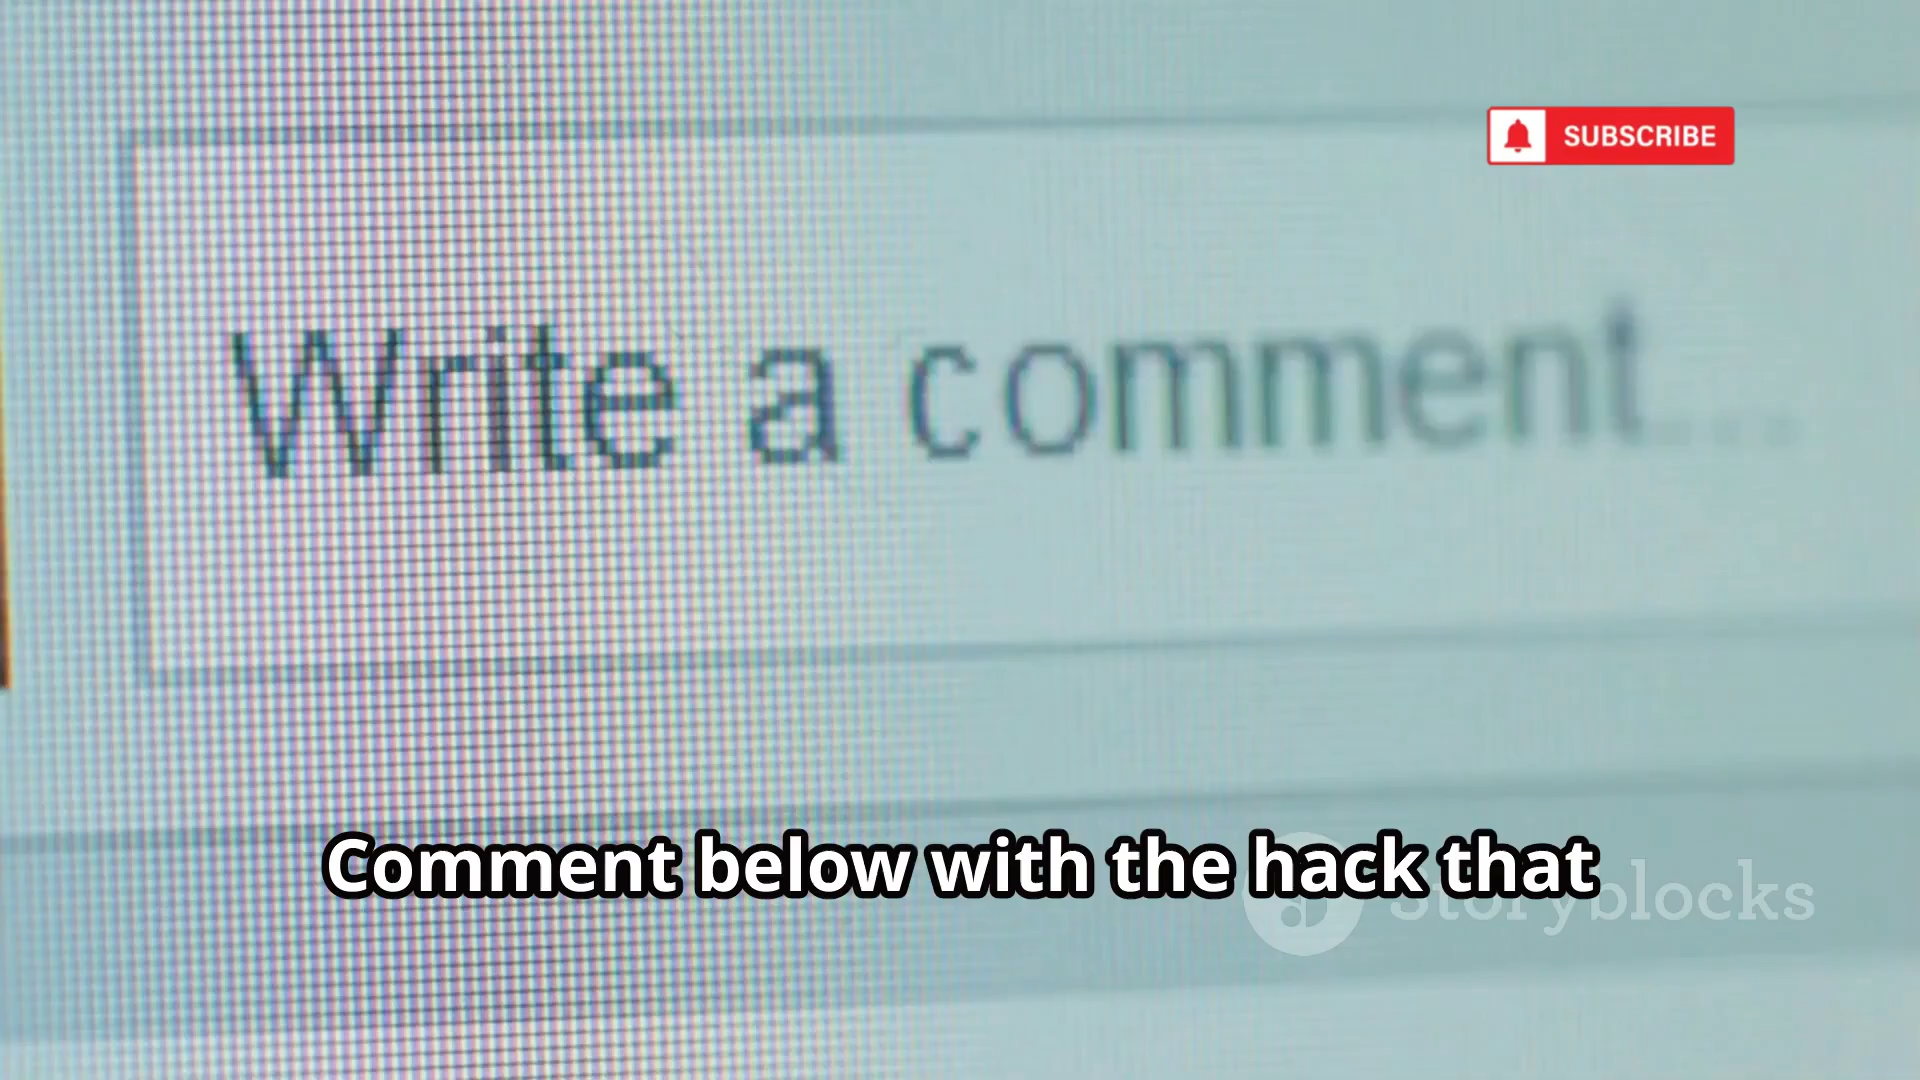 SUBSCRIBE
Write a comment...
Comment below with the hack that
Storyblocks